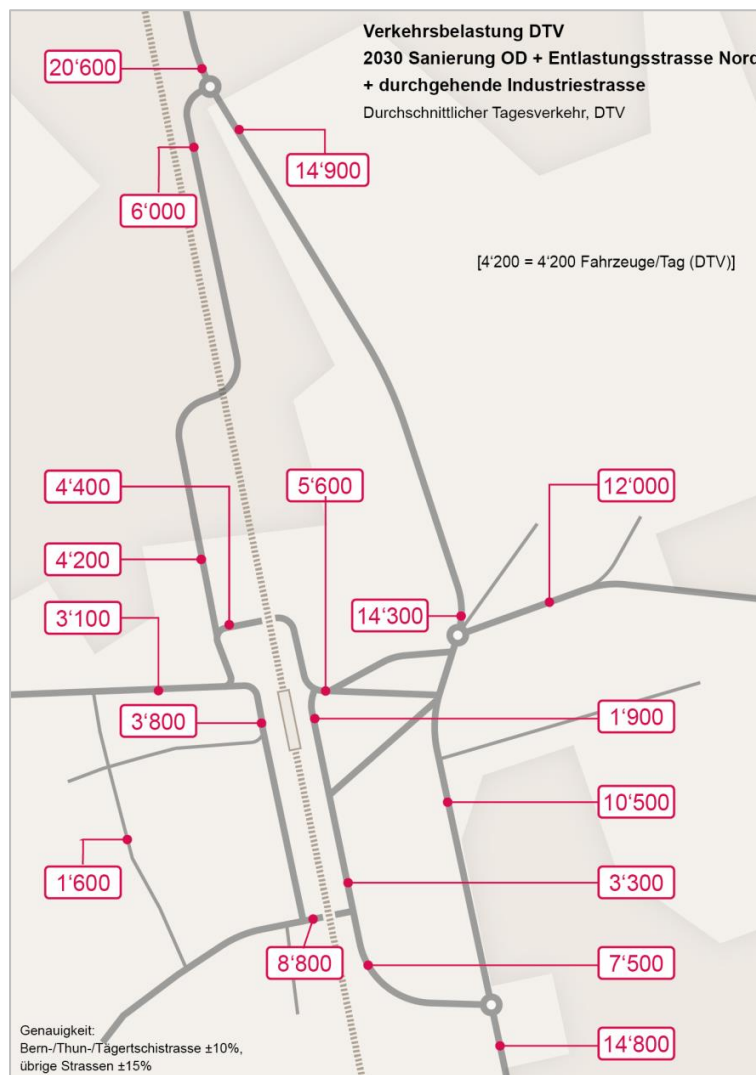 Verkehrsbelastung DTV
2030 Sanierung OD + Entlastungsstrasse Nord
+ durchgehende Industriestrasse
Durchschnittlicher Tagesverkehr, DTV
20‘600
14‘900
6‘000
[4‘200 = 4‘200 Fahrzeuge/Tag (DTV)]
4‘400
5‘600
12‘000
4‘200
3‘100
14‘300
3‘800
1‘900
10‘500
1‘600
3‘300
8‘800
7‘500
14‘800
Genauigkeit:
Bern-/Thun-/Tägertschistrasse ±10%,
übrige Strassen ±15%